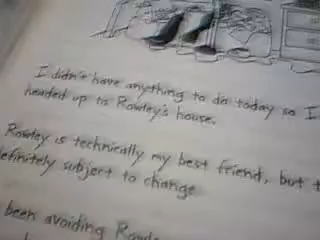 I didn't have anything to do today so I
headed up to Rowley's house.
Rowley is technically my best friend, but
definitely subject to change
been avoiding